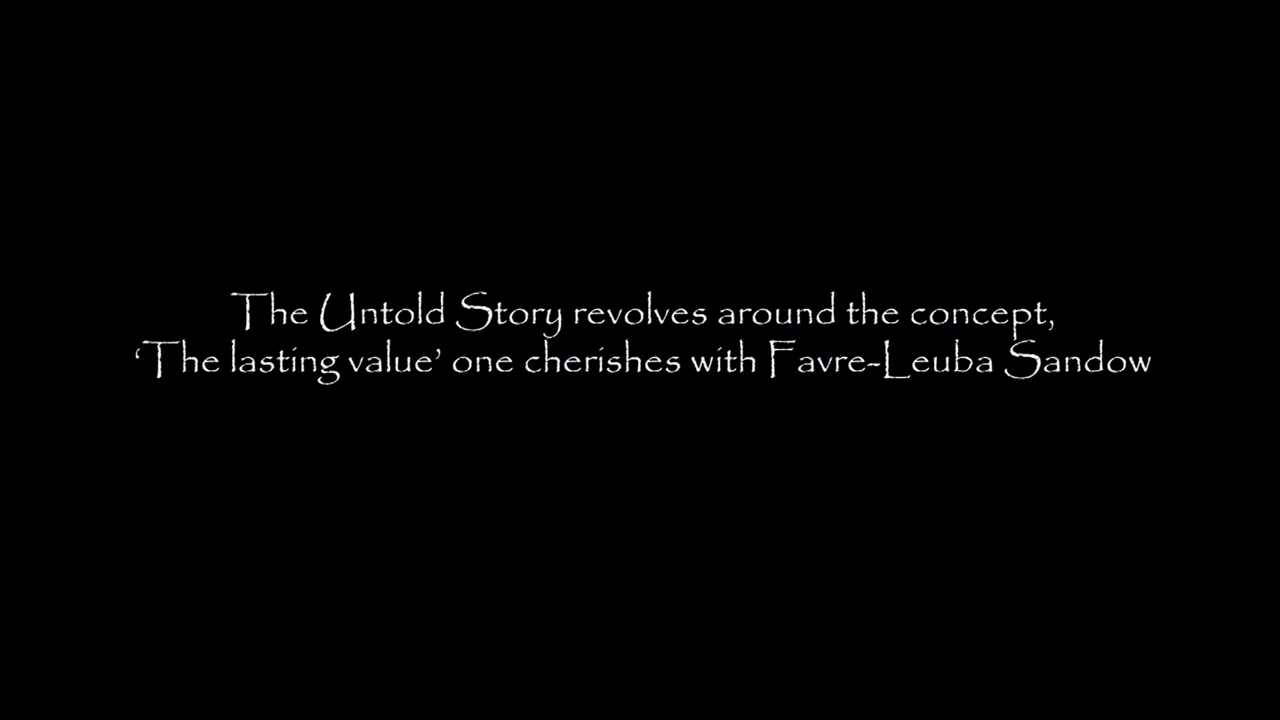 The Untold Story revolves around the concept,
‘The lasting value’ one cherishes with Favre-Leuba Sandow